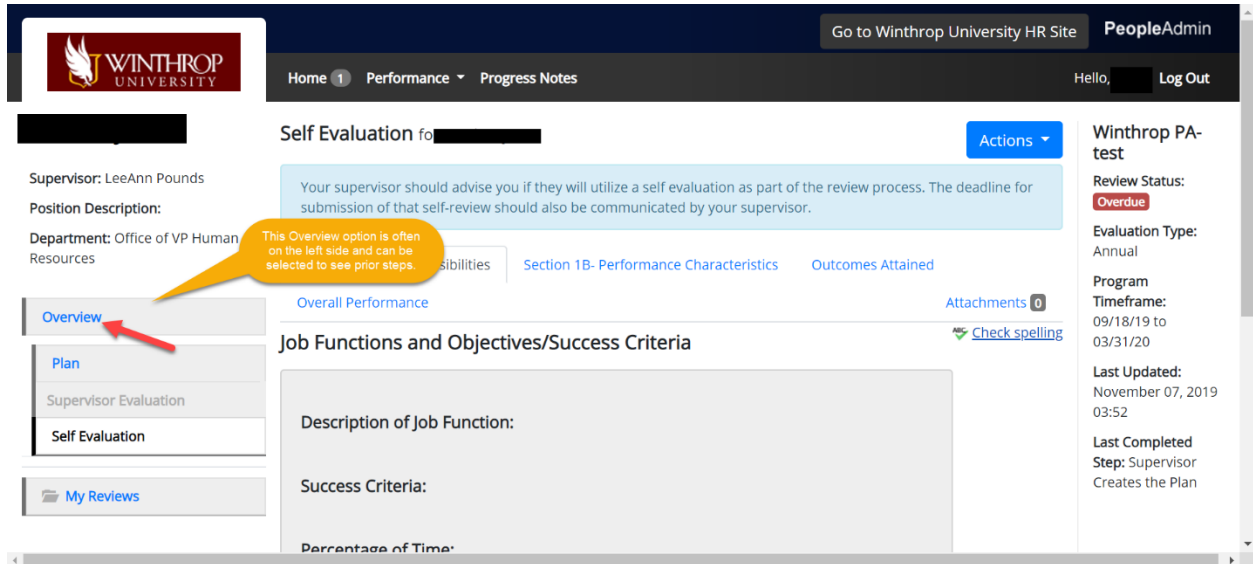 Go to Winthrop University HR Site
PeopleAdmin
WINTHROP
UNIVERSITY
Home 1 Performance Progress Notes
Hello, Log Out
Supervisor: LeeAnn Pounds
Position Description:
Department: Office of VP Human
Resources
Overview
Plan
Supervisor Evaluation
Self Evaluation
My Reviews
This Overview option is often
on the left side and can be
selected to see prior steps.
Self Evaluation
Actions
Your supervisor should advise you if they will utilize a self evaluation as part of the review process. The deadline for
submission of that self-review should also be communicated by your supervisor.
Section 1B- Performance Characteristics Outcomes Attained
Overall Performance Attachments 0
ABC Check spelling
Job Functions and Objectives/Success Criteria
Description of Job Function:
Success Criteria:
Percentage of Time:
Winthrop PA-
test
Review Status:
Overdue
Evaluation Type:
Annual
Program
Timeframe:
09/18/19 to
03/31/20
Last Updated:
November 07, 2019
03:52
Last Completed
Step: Supervisor
Creates the Plan